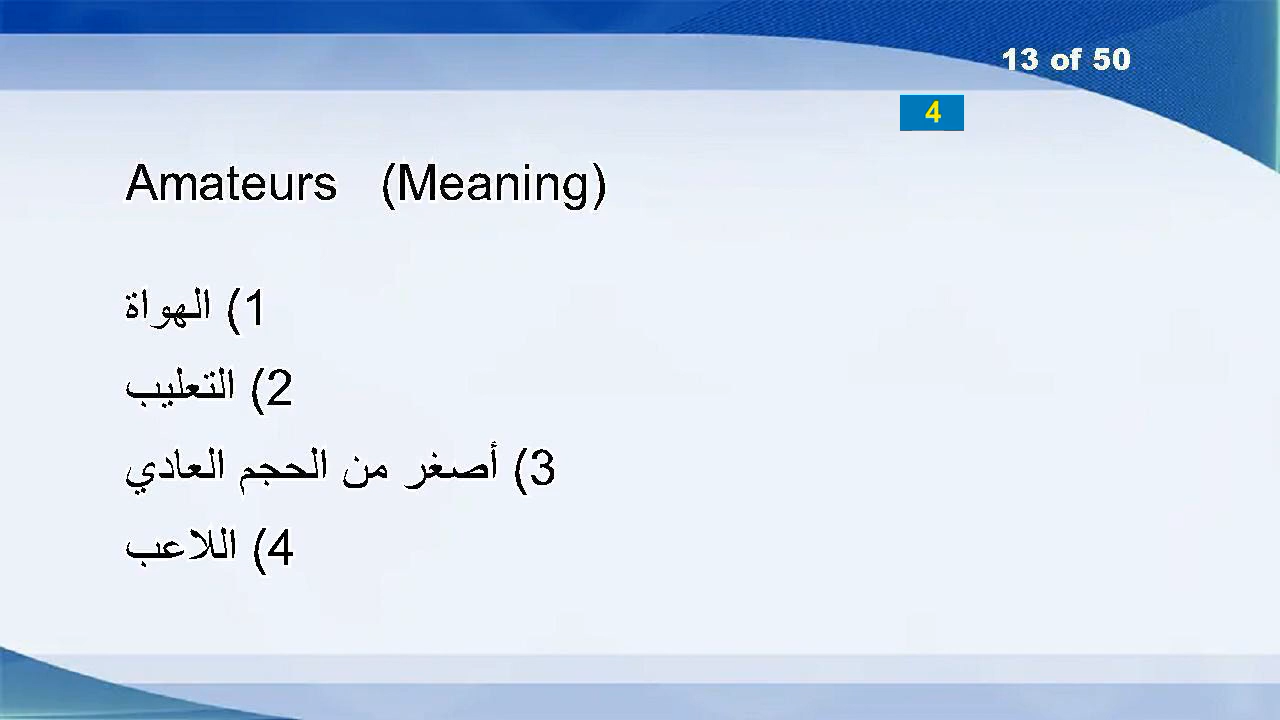 13 of 50
4
Amateurs (Meaning)
1) الهواة
2) التعليب
3) أصغر من الحجم العادي
4) اللاعب